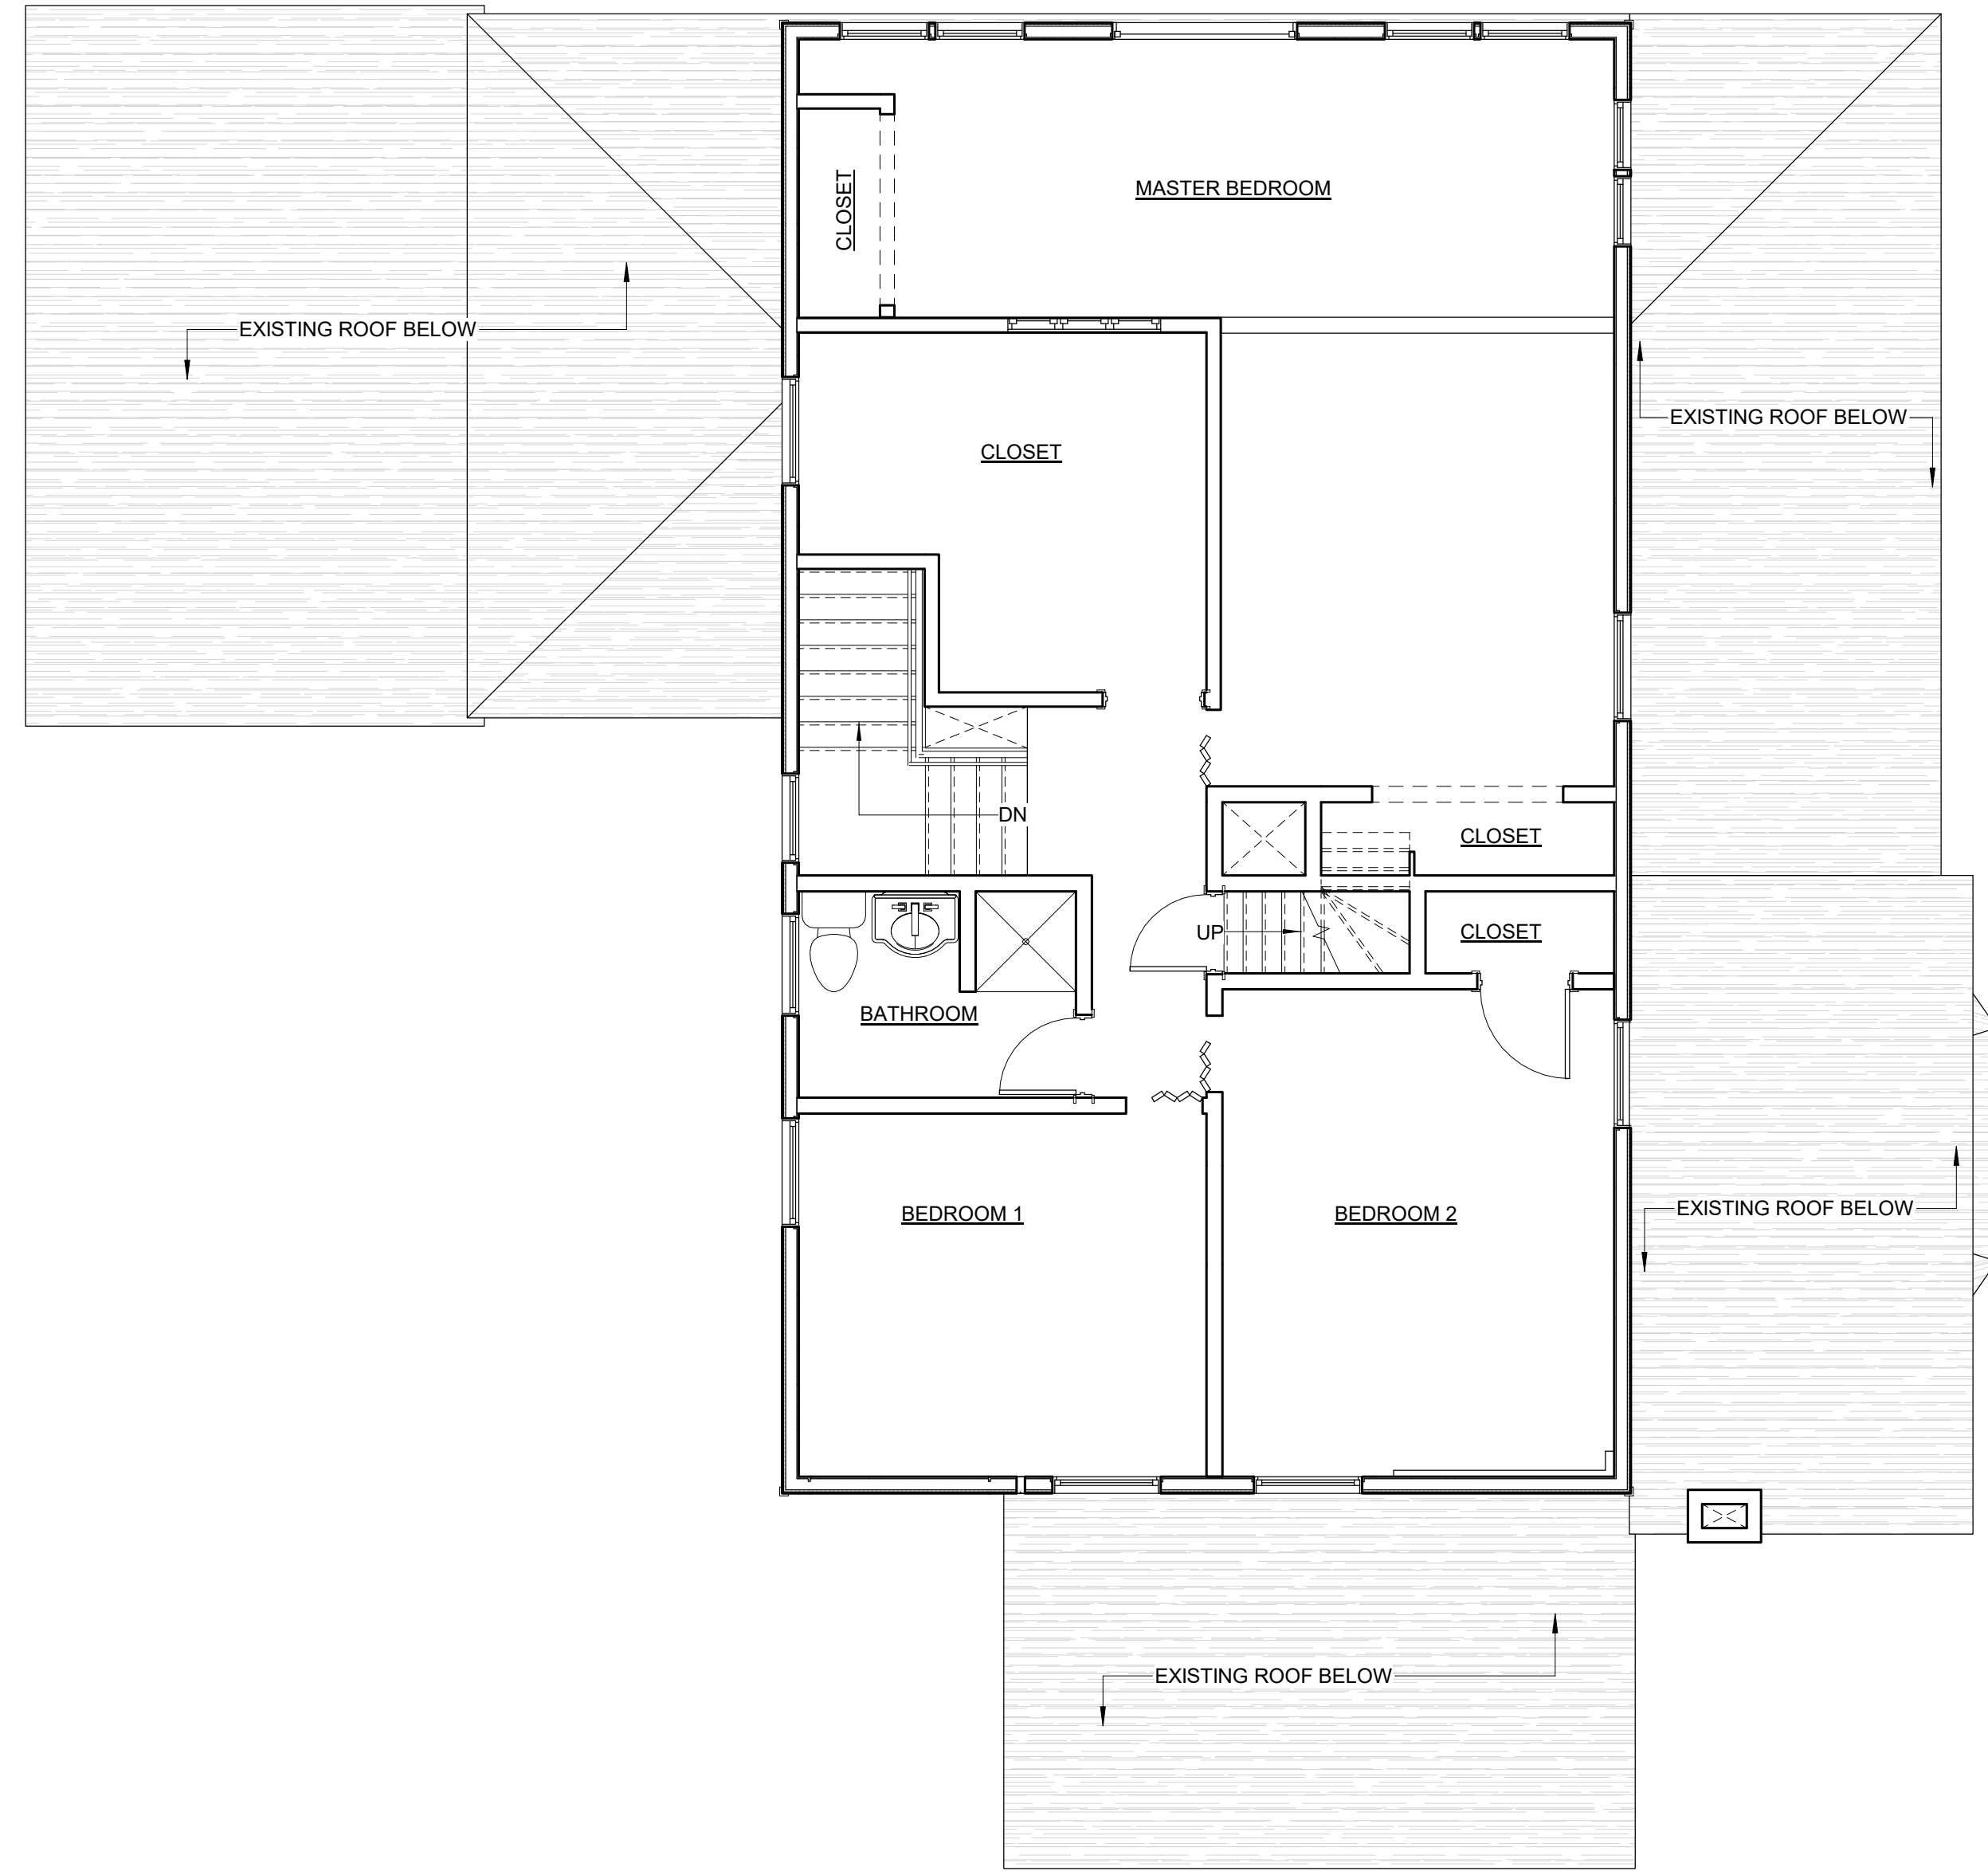 MASTER BEDROOM
CLOSET
EXISTING ROOF BELOW
EXISTING ROOF BELOW
CLOSET
DN
CLOSET
UP
CLOSET
BATHROOM
BEDROOM 1
BEDROOM 2
EXISTING ROOF BELOW
EXISTING ROOF BELOW